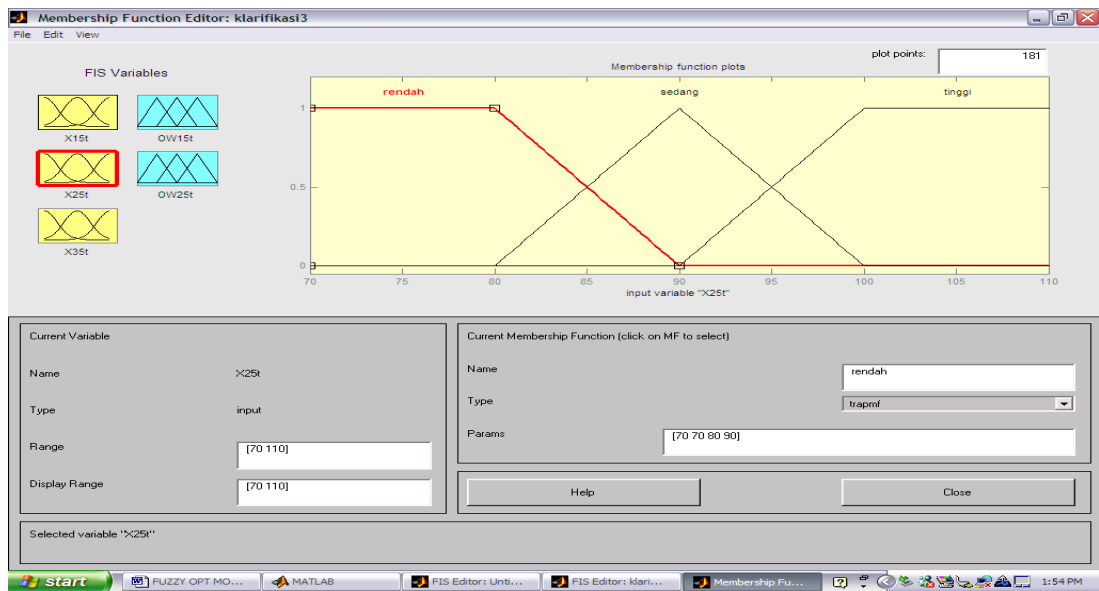 Membership Function Editor: klarifikasi3
File Edit View
FIS Variables
plot points: 181
Membership function plots
rendah sedang tinggi
1
0.5
0
70 75 80 85 90 95 100 105 110
input variable "X25t"
X15t OW15t
X25t OW25t
X35t
Current Variable
Name X25t
Type input
Range [70 110]
Display Range [70 110]
Current Membership Function (click on MF to select)
Name rendah
Type trapmf
Params [70 70 80 90]
Help Close
Selected variable "X25t"
start FUZZY OPT MO... MATLAB FIS Editor: Unti... FIS Editor: klari... Membership Fu... 1:54 PM